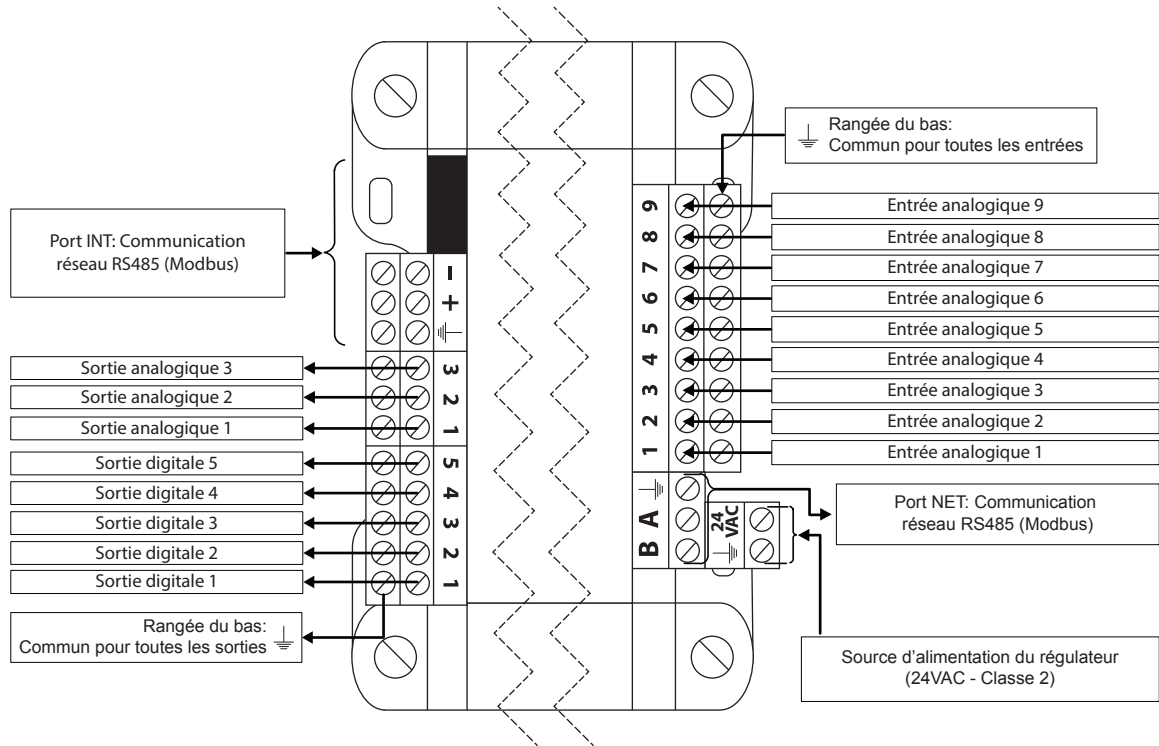 Rangée du bas:
Commun pour toutes les entrées
Port INT: Communication
réseau RS485 (Modbus)
-
+
3
2
1
5
4
3
2
1
Sortie analogique 3
Sortie analogique 2
Sortie analogique 1
Sortie digitale 5
Sortie digitale 4
Sortie digitale 3
Sortie digitale 2
Sortie digitale 1
Rangée du bas:
Commun pour toutes les sorties
9
8
7
6
5
4
3
2
1
Entrée analogique 9
Entrée analogique 8
Entrée analogique 7
Entrée analogique 6
Entrée analogique 5
Entrée analogique 4
Entrée analogique 3
Entrée analogique 2
Entrée analogique 1
A
B
24
VAC
Port NET: Communication
réseau RS485 (Modbus)
Source d'alimentation du régulateur
(24VAC - Classe 2)